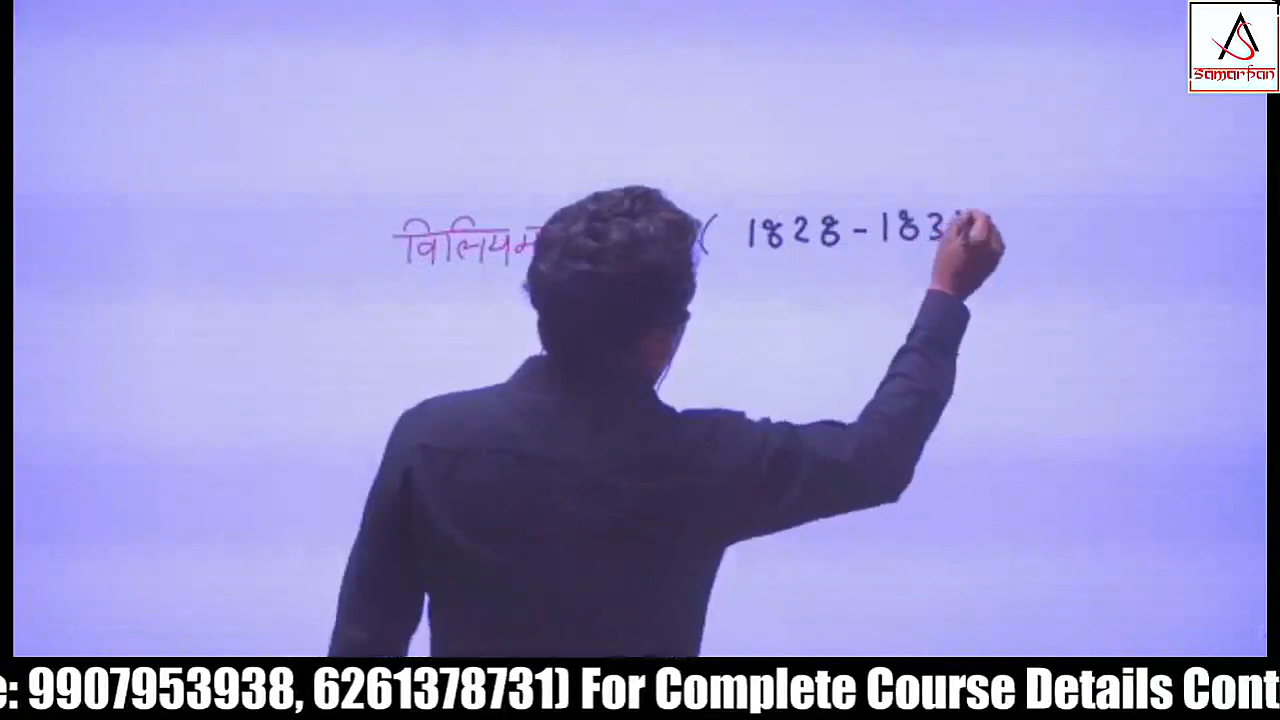 SAMARPAN
विलियम ( 1828 - 183
e: 9907953938, 6261378731) For Complete Course Details Cont